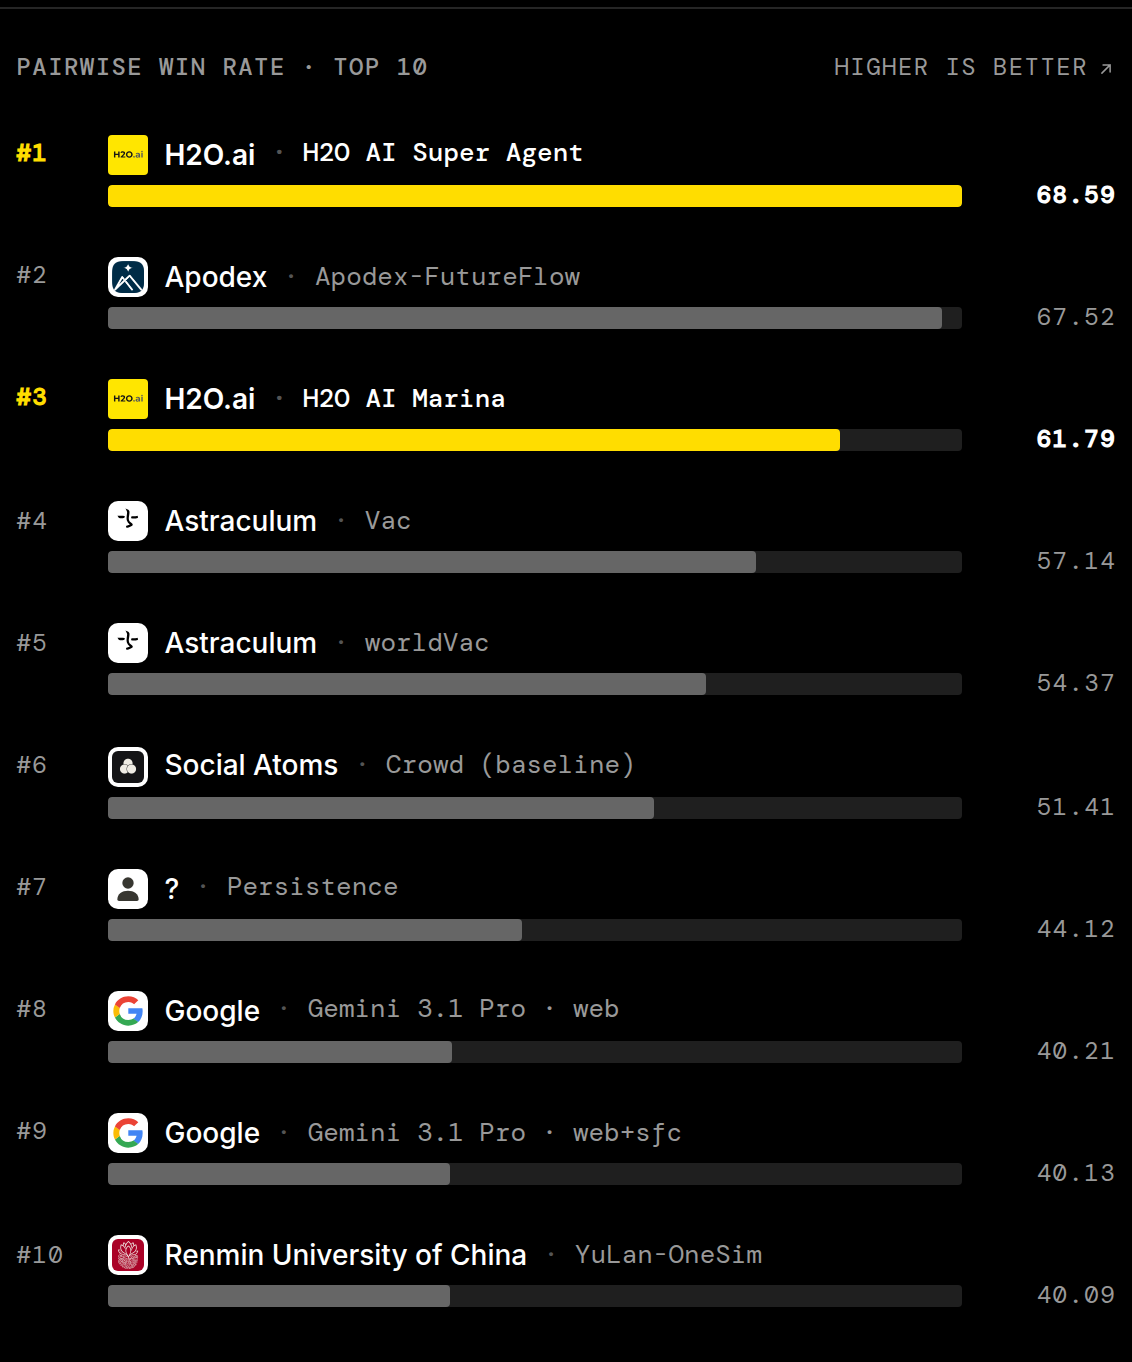 PAIRWISE WIN RATE · TOP 10
HIGHER IS BETTER ↗
#1
H2O.ai
H2O.ai · H2O AI Super Agent
68.59
#2
Apodex · Apodex-FutureFlow
67.52
#3
H2O.ai
H2O.ai · H2O AI Marina
61.79
#4
Astraculum · Vac
57.14
#5
Astraculum · worldVac
54.37
#6
Social Atoms · Crowd (baseline)
51.41
#7
? · Persistence
44.12
#8
Google · Gemini 3.1 Pro · web
40.21
#9
Google · Gemini 3.1 Pro · web+sfc
40.13
#10
Renmin University of China · YuLan-OneSim
40.09